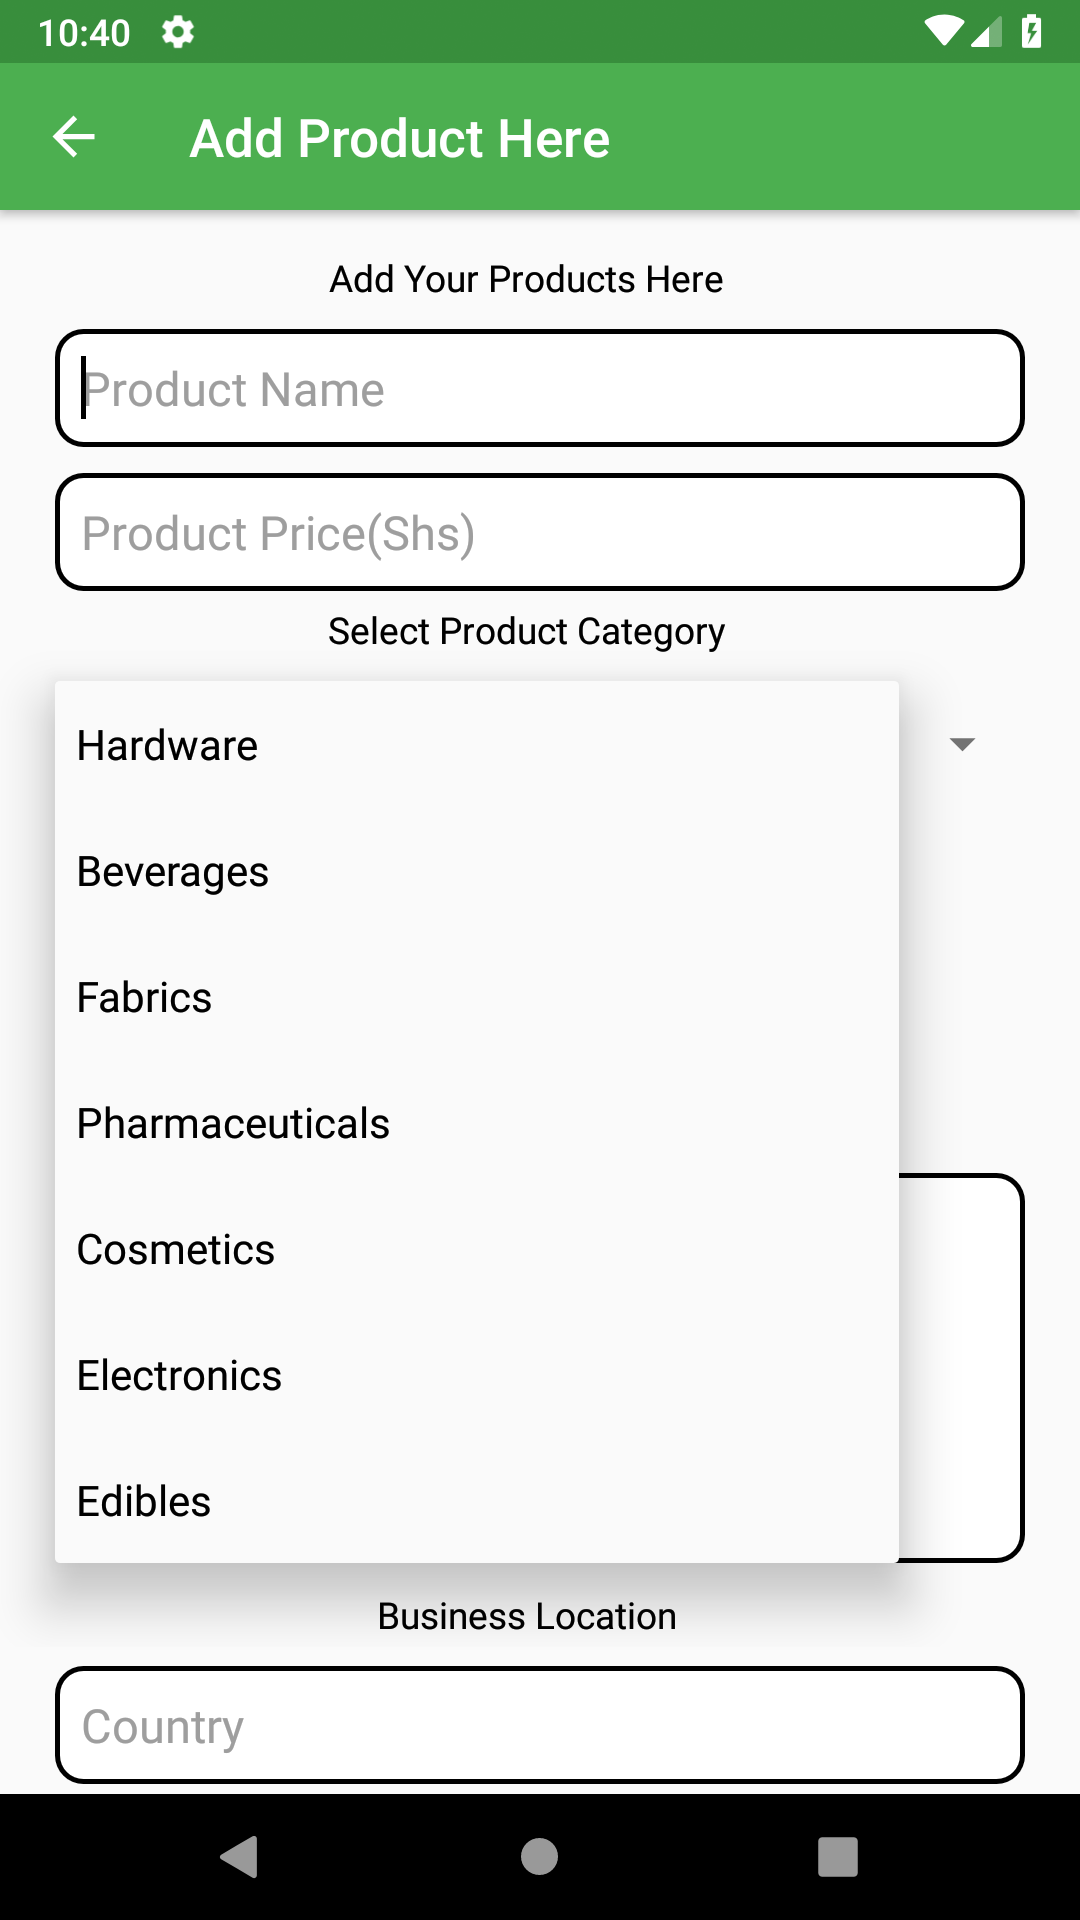 10:40
Add Product Here
Add Your Products Here
Product Name
Product Price(Shs)
Select Product Category
Hardware
Beverages
Fabrics
Pharmaceuticals
Cosmetics
Electronics
Edibles
Business Location
Country